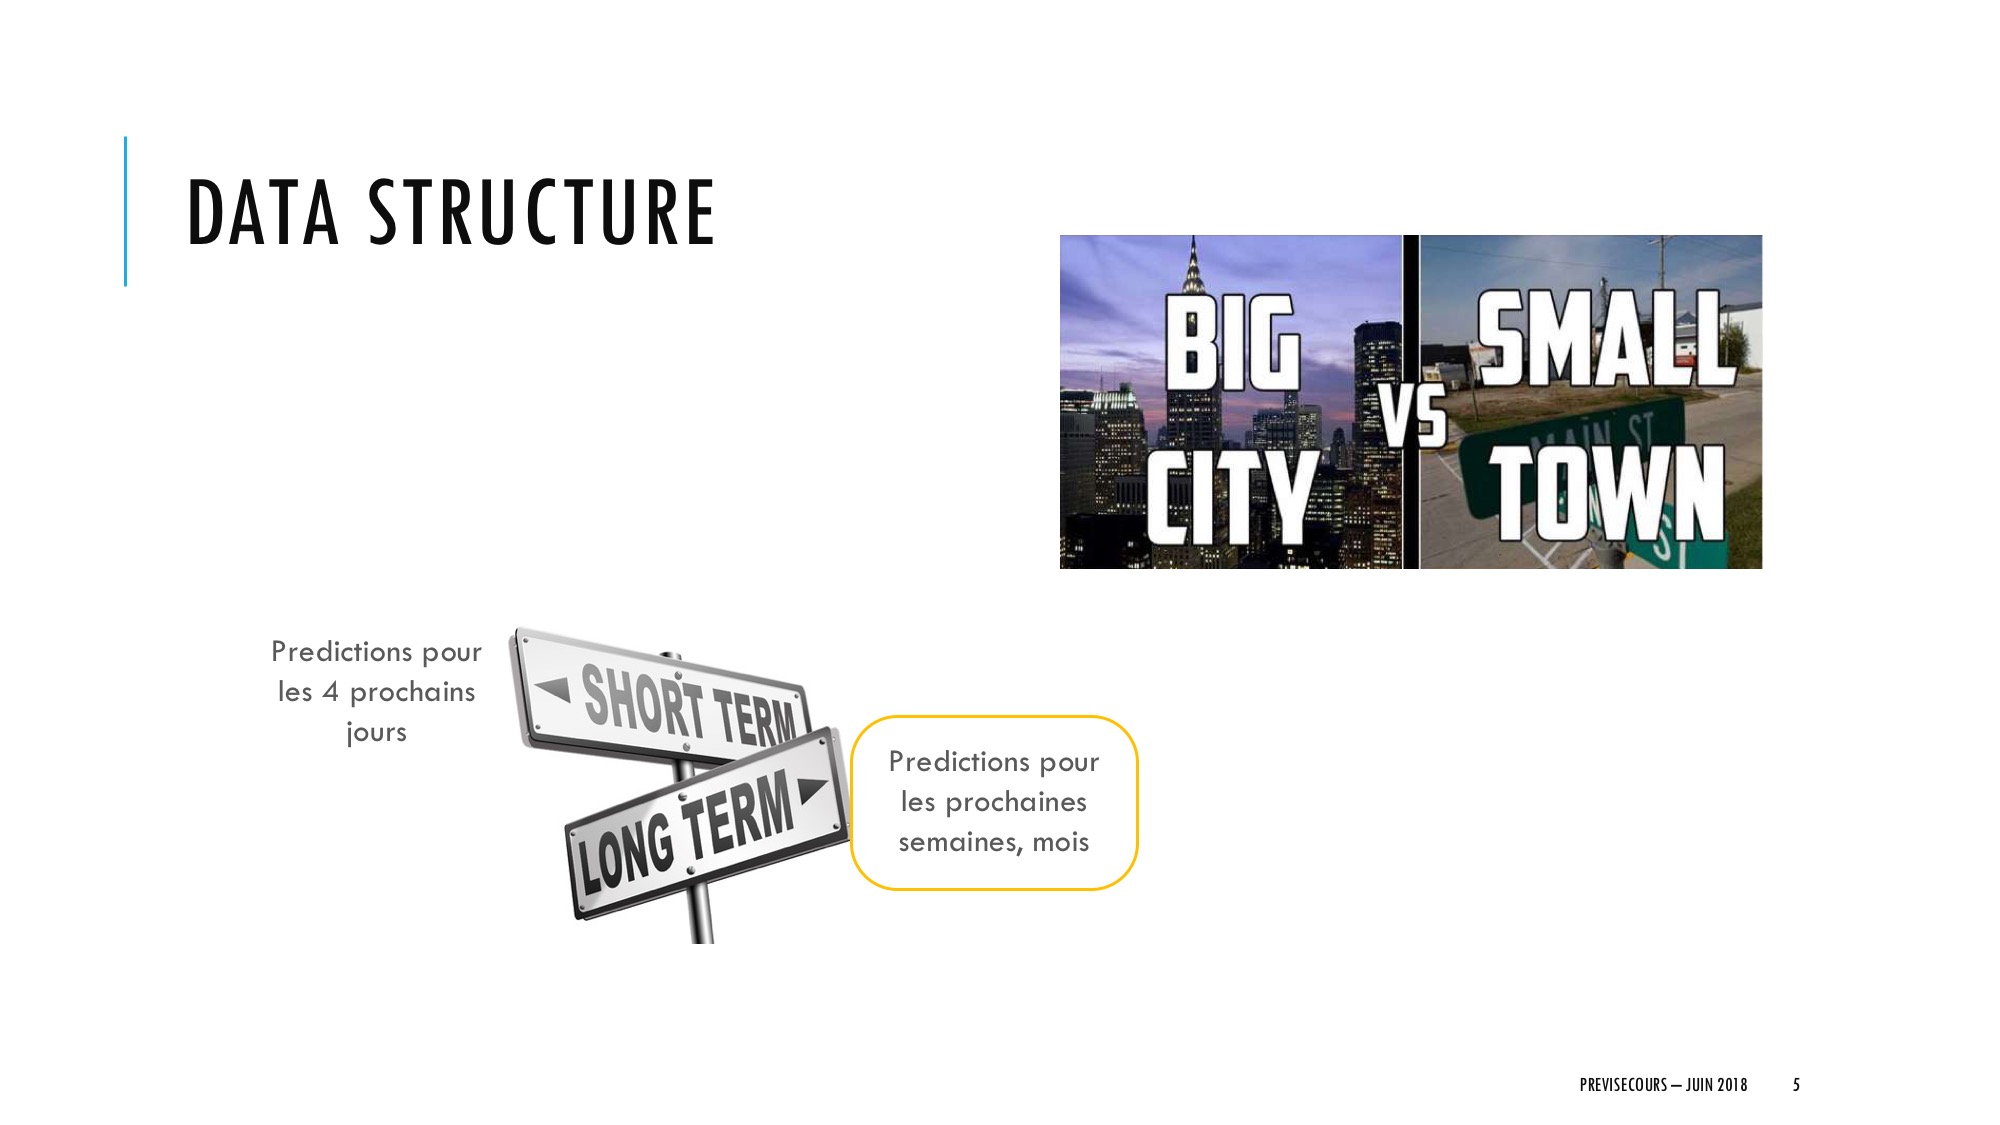 DATA STRUCTURE
BIG
CITY
VS
SMALL
TOWN
MAIN ST
ST
Predictions pour
les 4 prochains
jours
SHORT TERM
LONG TERM
Predictions pour
les prochaines
semaines, mois
PREVISECOURS – JUIN 2018
5